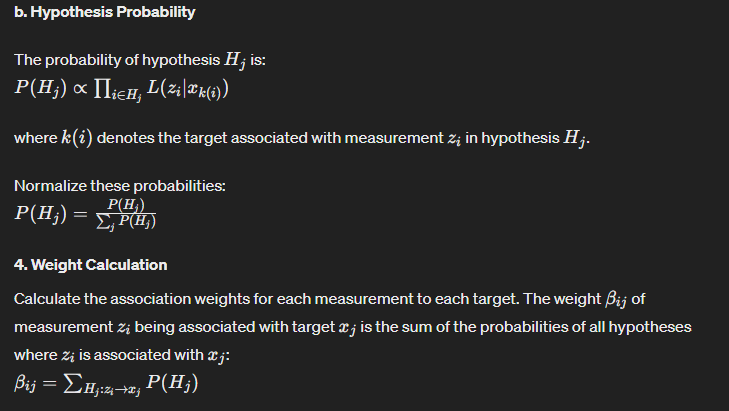 b. Hypothesis Probability
The probability of hypothesis Hⱼ is:
P(Hⱼ) ∝ ∏_{i∈Hⱼ} L(zᵢ|x_{k(i)})
where k(i) denotes the target associated with measurement zᵢ in hypothesis Hⱼ.
Normalize these probabilities:
P(Hⱼ) = P(Hⱼ) / ∑ⱼ P(Hⱼ)
4. Weight Calculation
Calculate the association weights for each measurement to each target. The weight βᵢⱼ of
measurement zᵢ being associated with target xⱼ is the sum of the probabilities of all hypotheses
where zᵢ is associated with xⱼ:
βᵢⱼ = ∑_{Hⱼ:zᵢ→xⱼ} P(Hⱼ)